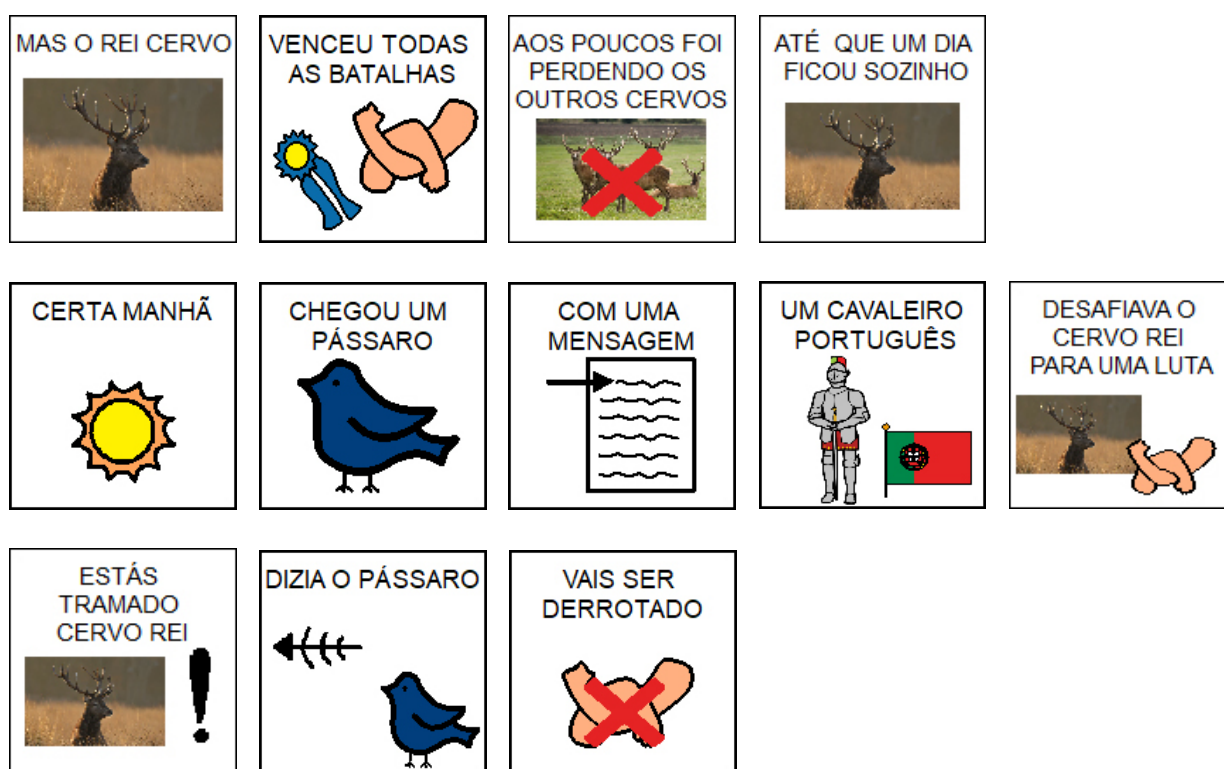 MAS O REI CERVO
VENCEU TODAS
AS BATALHAS
AOS POUCOS FOI
PERDENDO OS
OUTROS CERVOS
ATÉ QUE UM DIA
FICOU SOZINHO
CERTA MANHÃ
CHEGOU UM
PÁSSARO
COM UMA
MENSAGEM
UM CAVALEIRO
PORTUGUÊS
DESAFIAVA O
CERVO REI
PARA UMA LUTA
ESTÁS
TRAMADO
CERVO REI
DIZIA O PÁSSARO
VAIS SER
DERROTADO